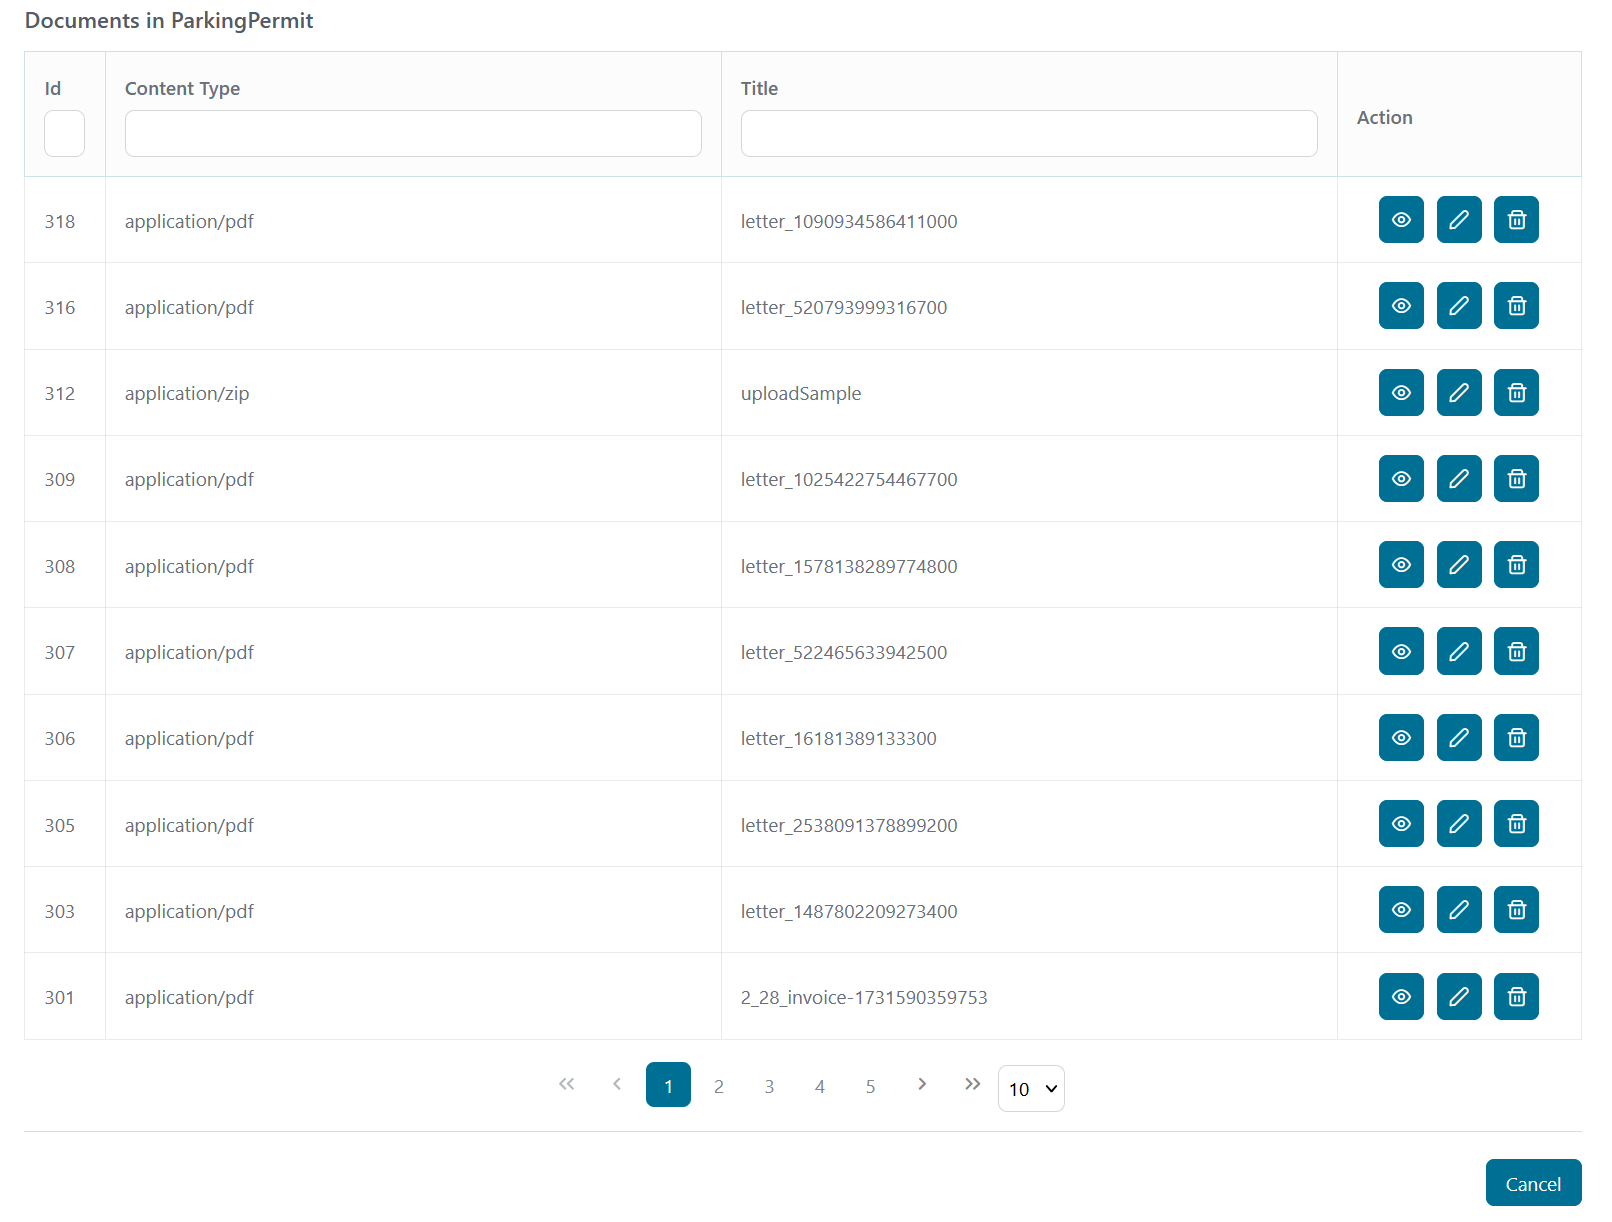 Documents in ParkingPermit
Id Content Type Title Action
318 application/pdf letter_1090934586411000
316 application/pdf letter_520793999316700
312 application/zip uploadSample
309 application/pdf letter_1025422754467700
308 application/pdf letter_1578138289774800
307 application/pdf letter_522465633942500
306 application/pdf letter_16181389133300
305 application/pdf letter_2538091378899200
303 application/pdf letter_1487802209273400
301 application/pdf 2_28_invoice-1731590359753
1 2 3 4 5 10
Cancel